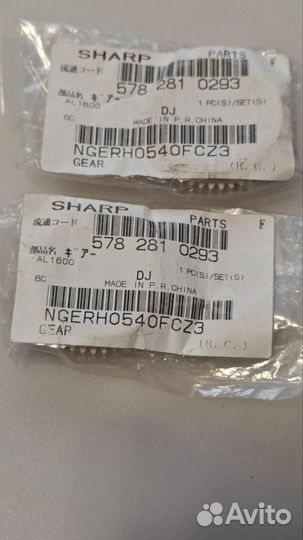 SHARP PARTS F
流通コード 578 281 0293
部品名 ギアー 1 PC(S)/SET(S)
AL1600 DJ
6C MADE IN P.R.CHINA
NGERH0540FCZ3
GEAR (R.C.)
SHARP PARTS F
流通コード 578 281 0293
部品名 ギアー 1 PC(S)/SET(S)
AL1600 DJ
6C MADE IN P.R.CHINA
NGERH0540FCZ3
GEAR (R.C.)
Avito